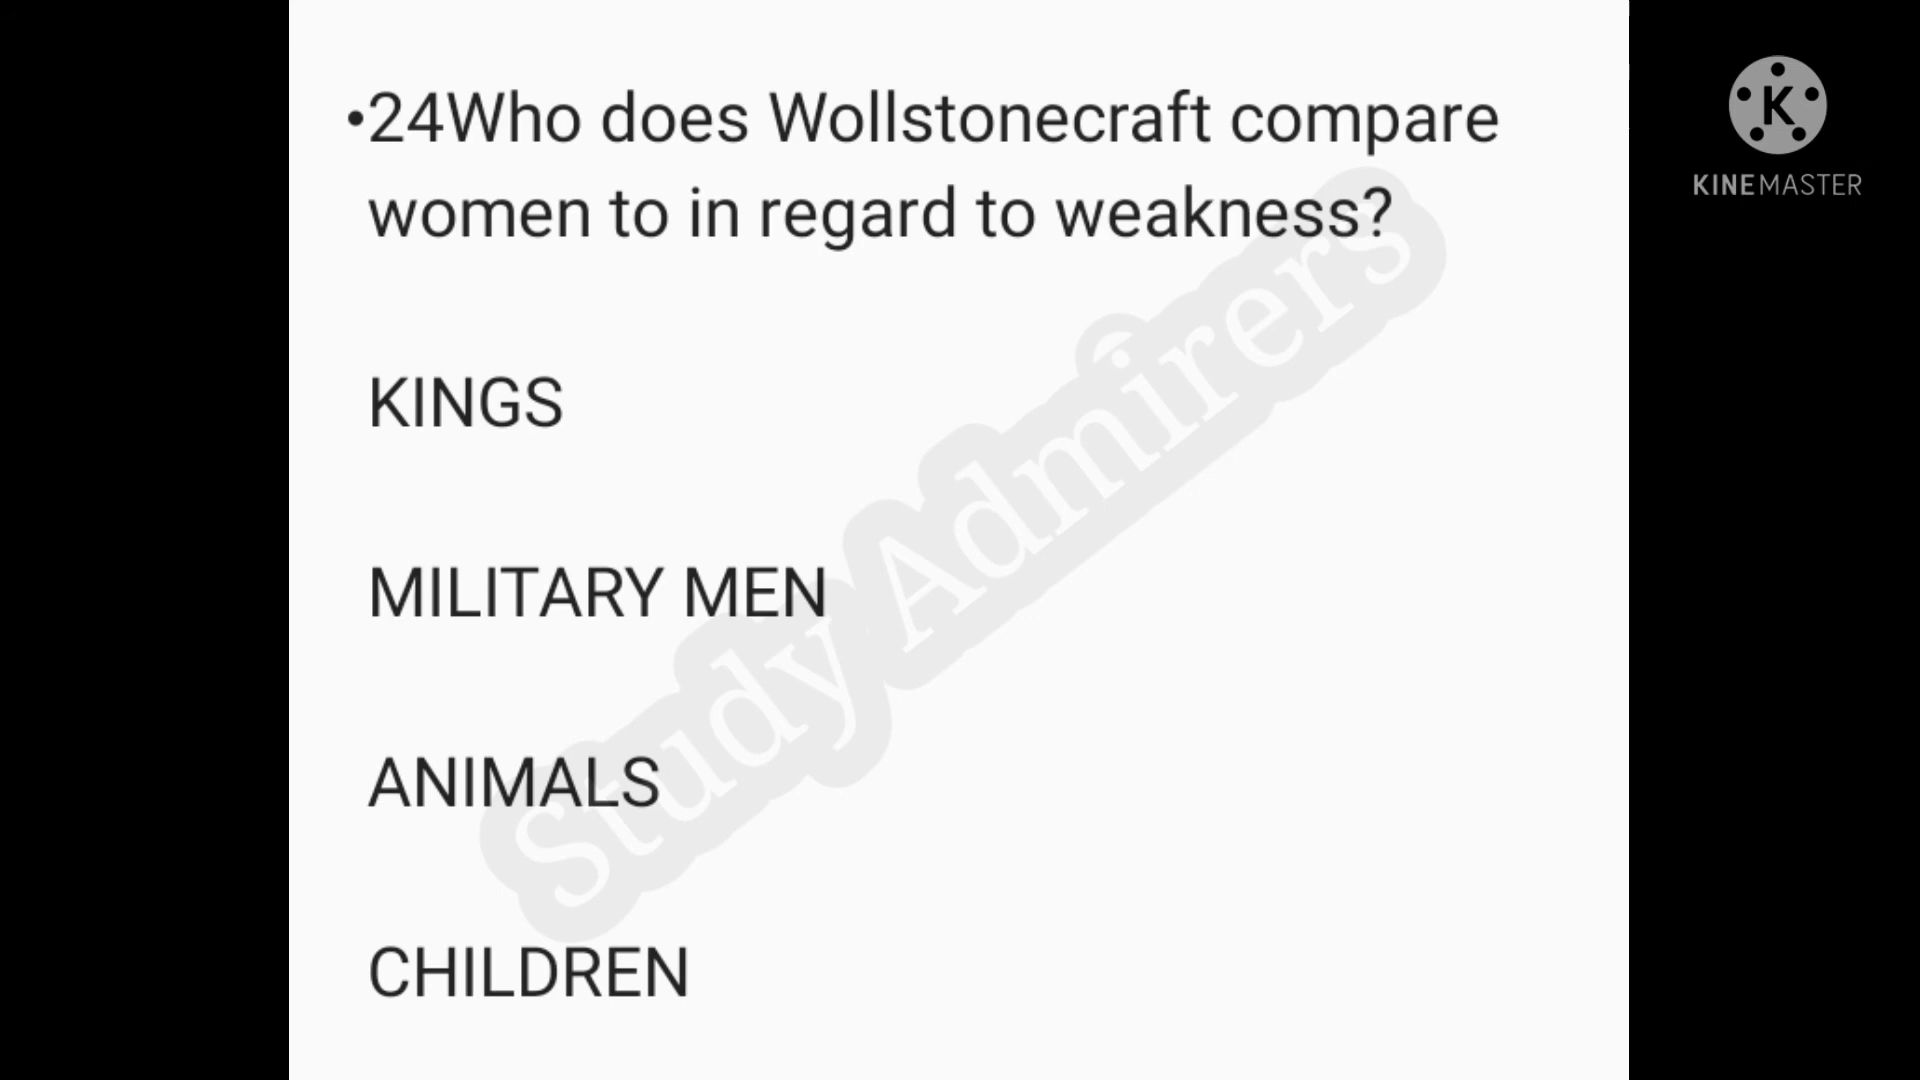 •24Who does Wollstonecraft compare
women to in regard to weakness?
KINGS
MILITARY MEN
ANIMALS
CHILDREN
Study Admirers
K
KINEMASTER